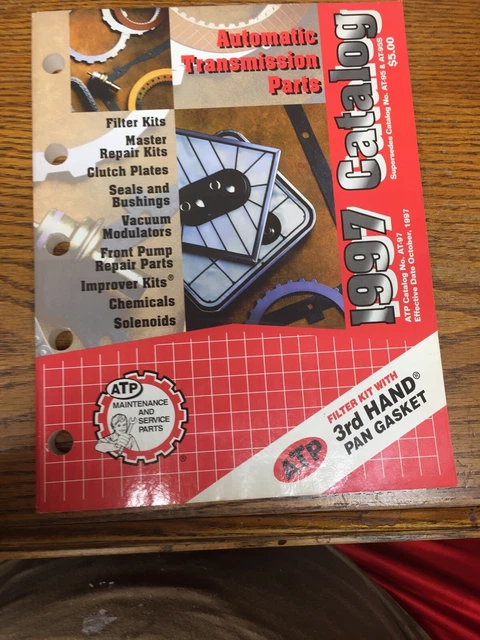 Automatic
Transmission
Parts
Filter Kits
Master
Repair Kits
Clutch Plates
Seals and
Bushings
Vacuum
Modulators
Front Pump
Repair Parts
Improver Kits®
Chemicals
Solenoids
1997 Catalog
ATP Catalog No. AT-97
Effective Date October, 1997
Supersedes Catalog No. AT-95 & AT-95S
$5.00
ATP
MAINTENANCE
AND
SERVICE
PARTS
®
ATP
FILTER KIT WITH
3rd HAND®
PAN GASKET